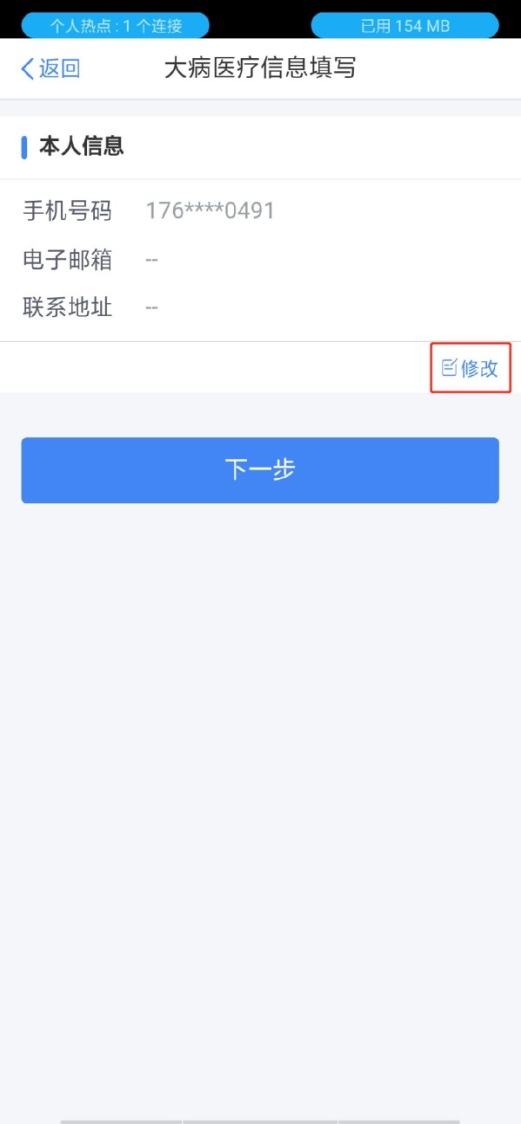 个人热点 : 1 个连接 已用 154 MB
返回 大病医疗信息填写
本人信息
手机号码 176****0491
电子邮箱 --
联系地址 --
修改
下一步